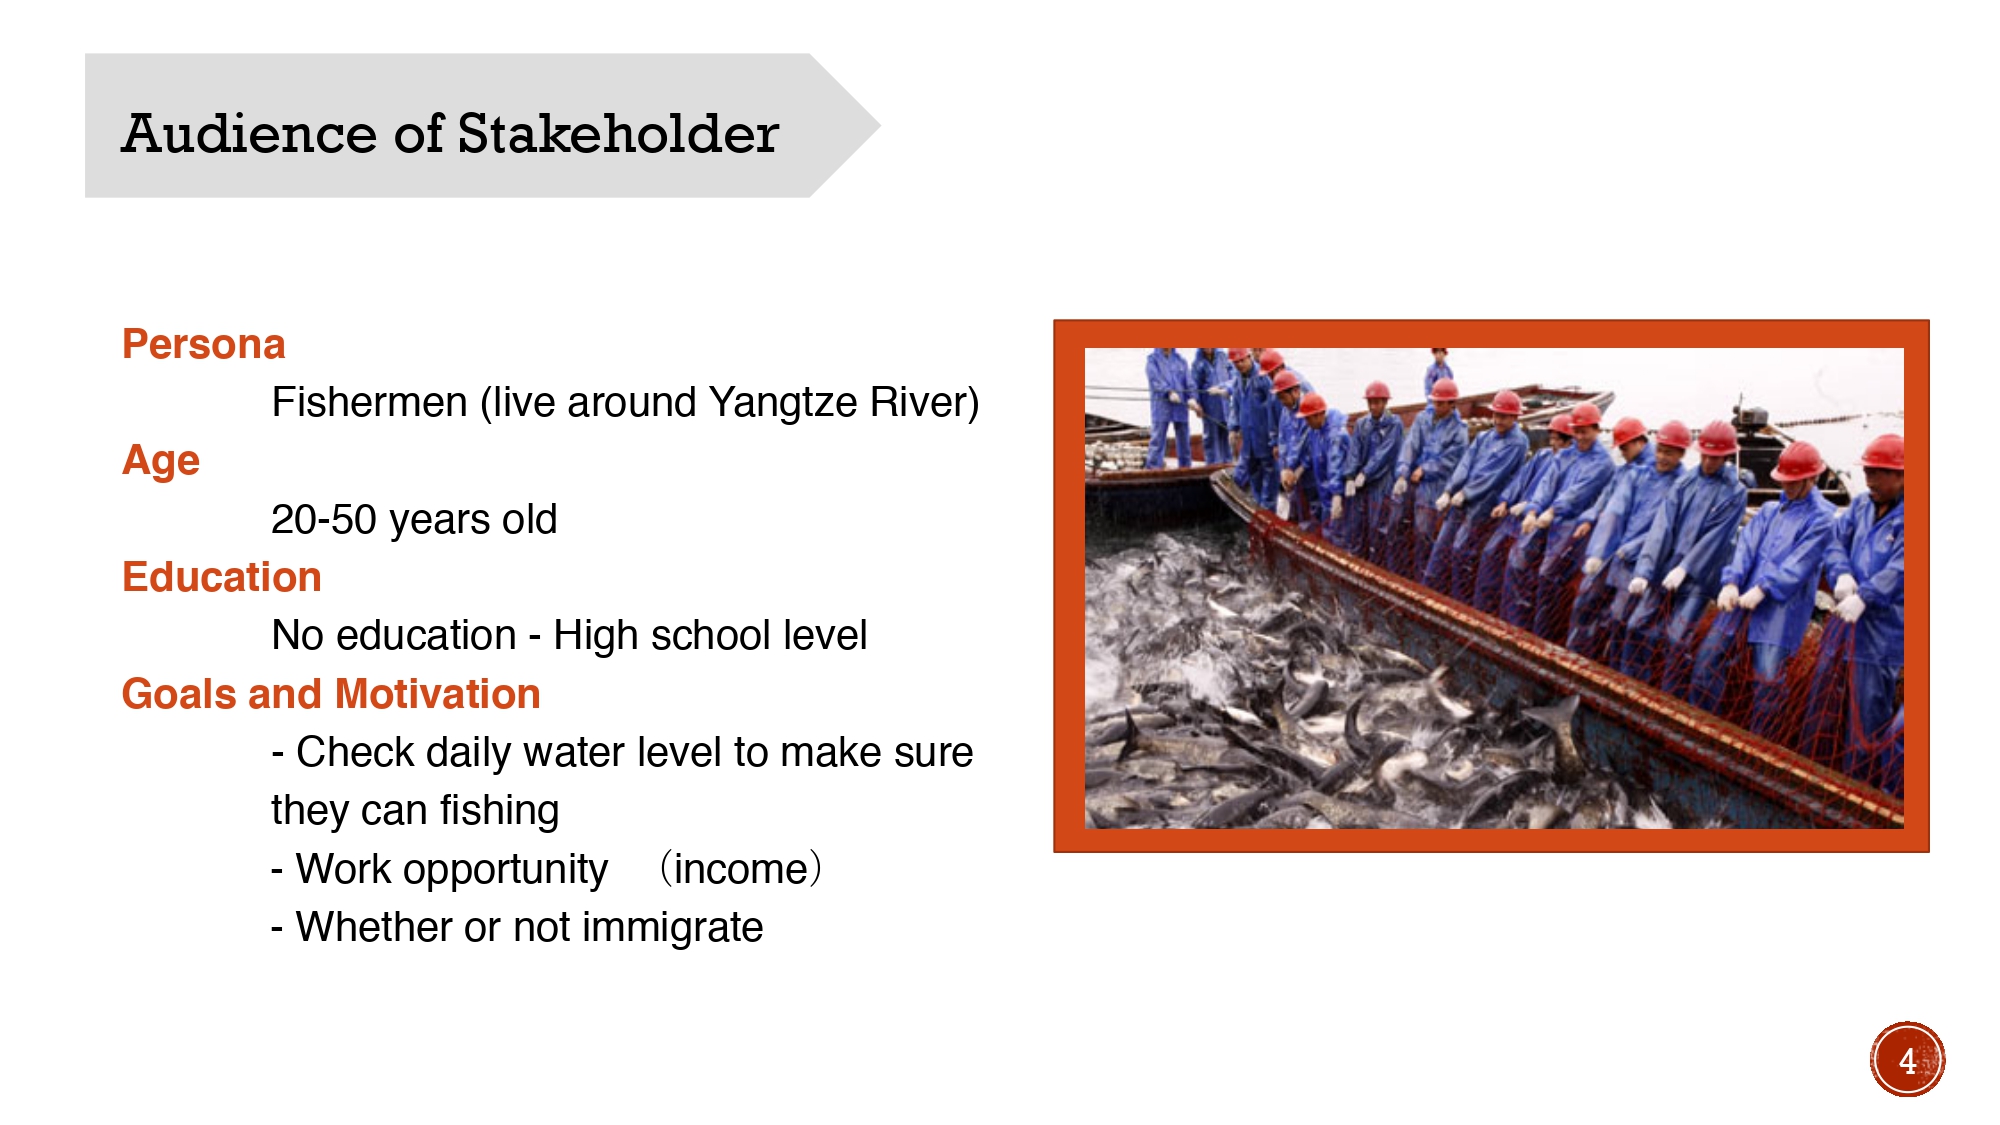 Audience of Stakeholder
Persona
Fishermen (live around Yangtze River)
Age
20-50 years old
Education
No education - High school level
Goals and Motivation
- Check daily water level to make sure
they can fishing
- Work opportunity （income）
- Whether or not immigrate
4